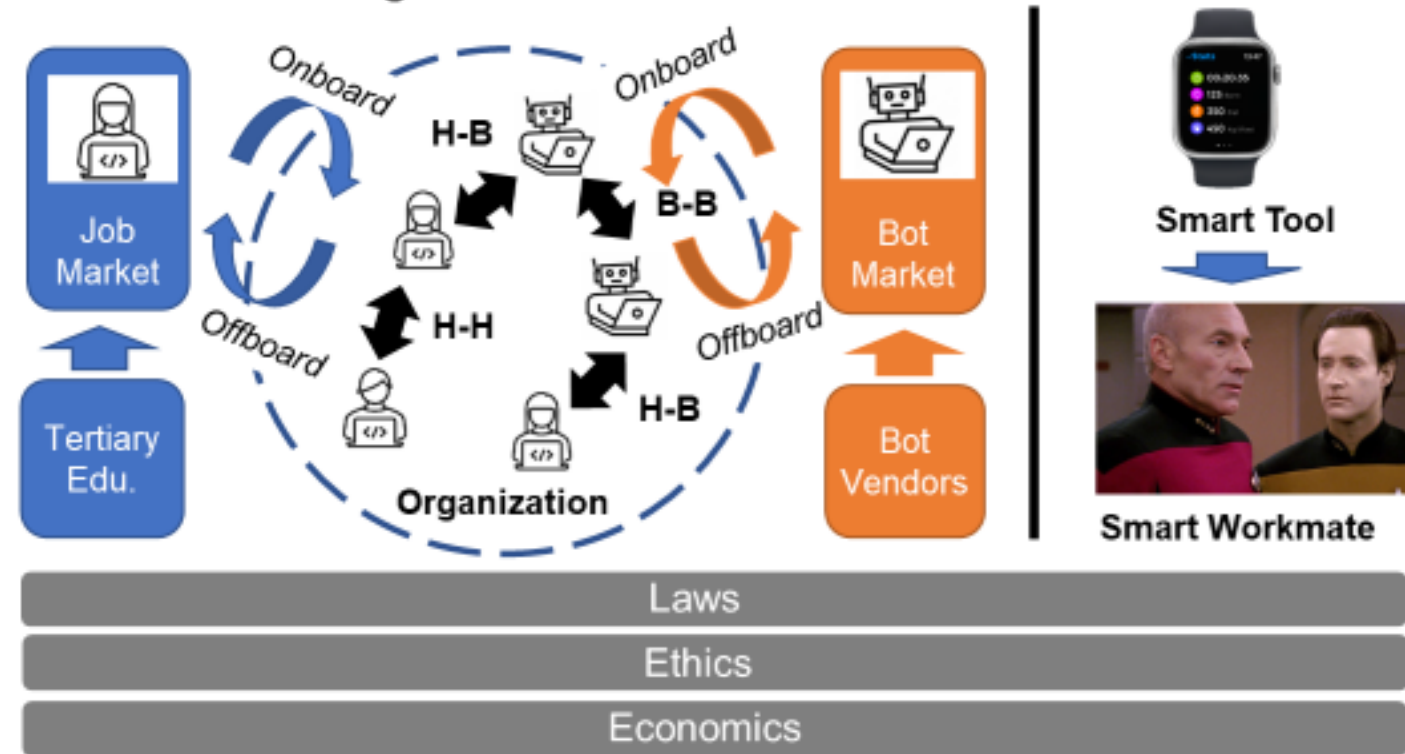 Onboard
Onboard
H-B
Job
Market
B-B
Bot
Market
Smart Tool
Offboard
H-H
Offboard
H-B
Tertiary
Edu.
Bot
Vendors
Organization
Smart Workmate
Laws
Ethics
Economics